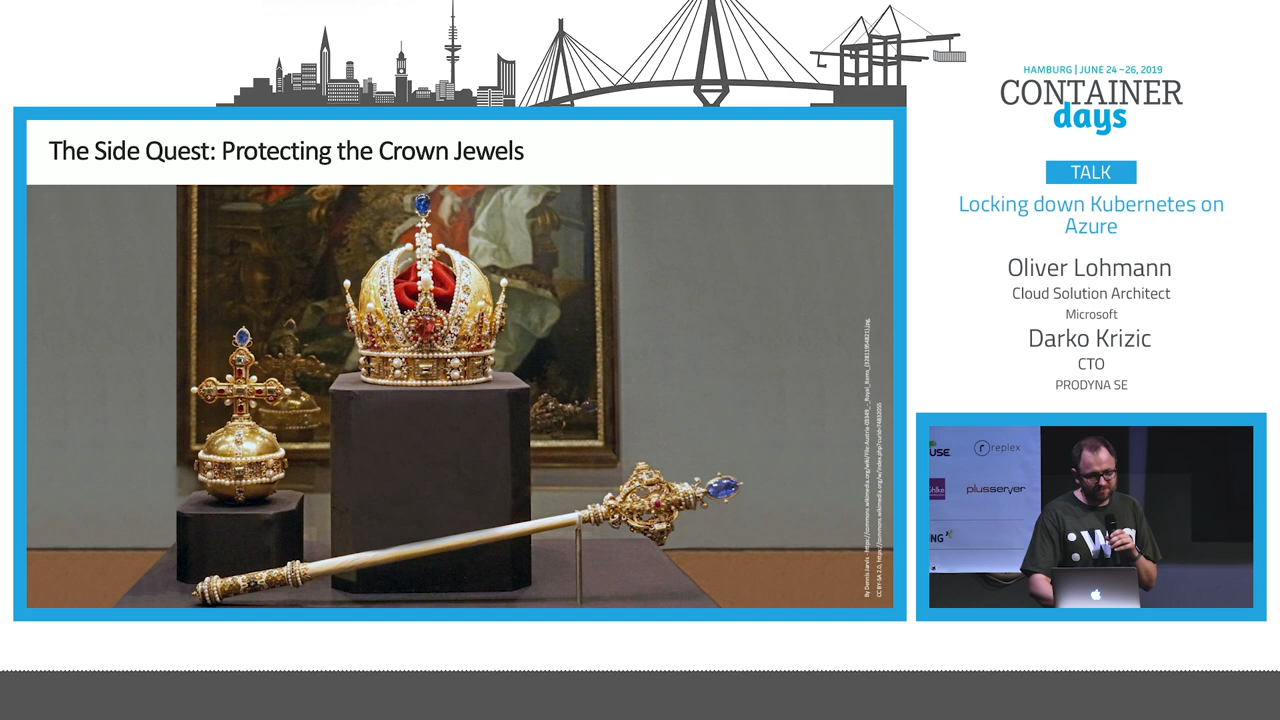 HAMBURG | JUNE 24 – 26, 2019
CONTAINER
days
The Side Quest: Protecting the Crown Jewels
TALK
Locking down Kubernetes on
Azure
Oliver Lohmann
Cloud Solution Architect
Microsoft
Darko Krizic
CTO
PRODYNA SE
USE
replex
plusserver